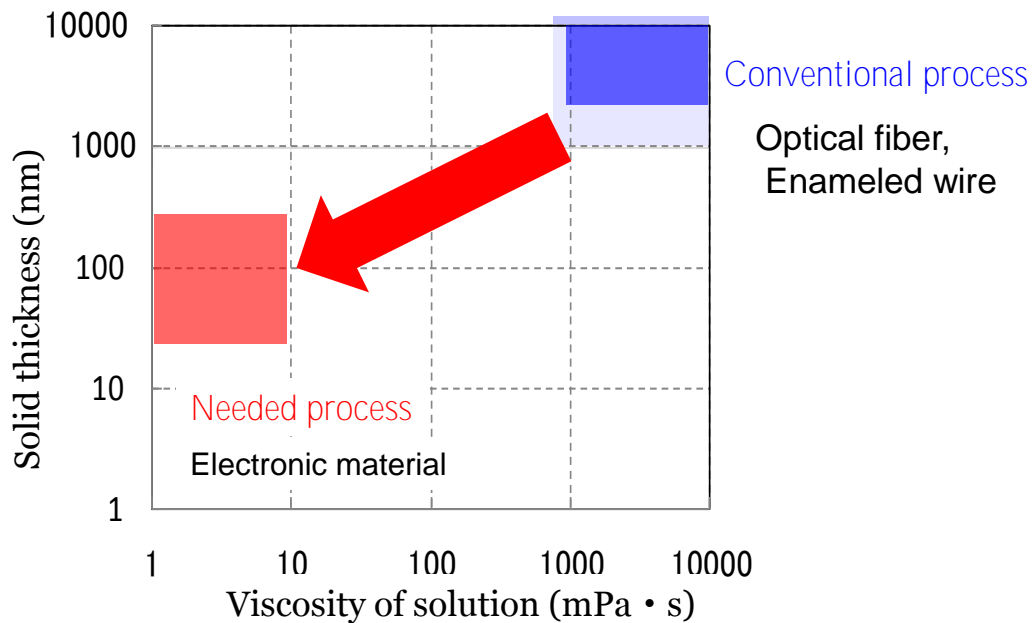 10000
1000
100
10
1
Solid thickness (nm)
Conventional process
Optical fiber,
Enameled wire
Needed process
Electronic material
1 10 100 1000 10000
Viscosity of solution (mPa・s)